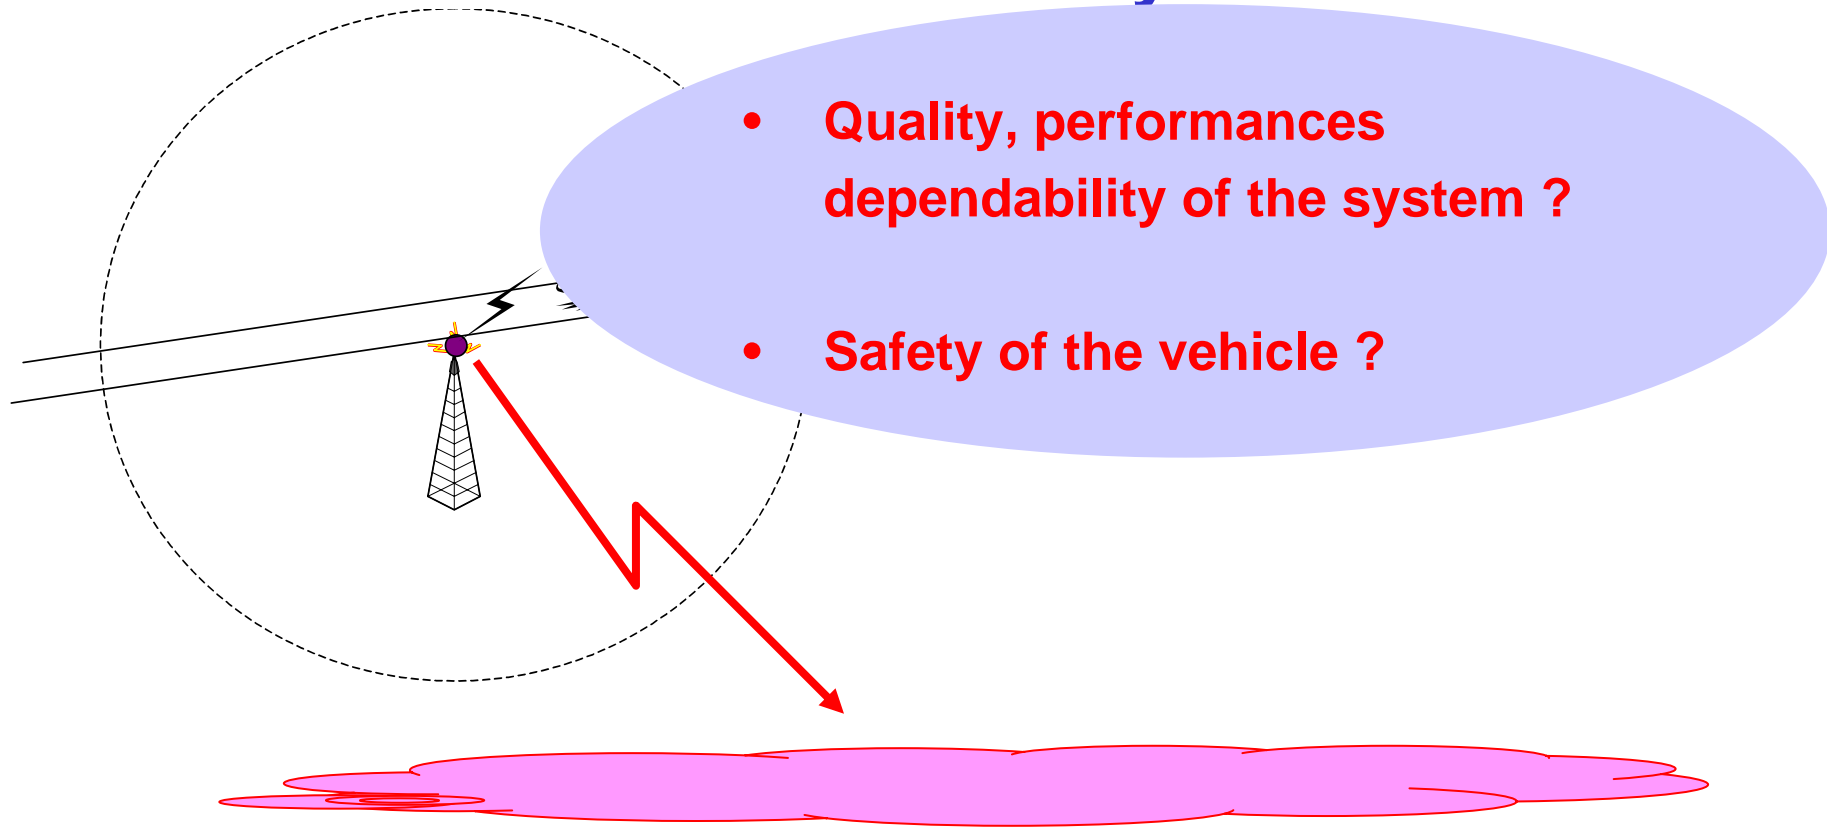 • Quality, performances
dependability of the system ?
• Safety of the vehicle ?